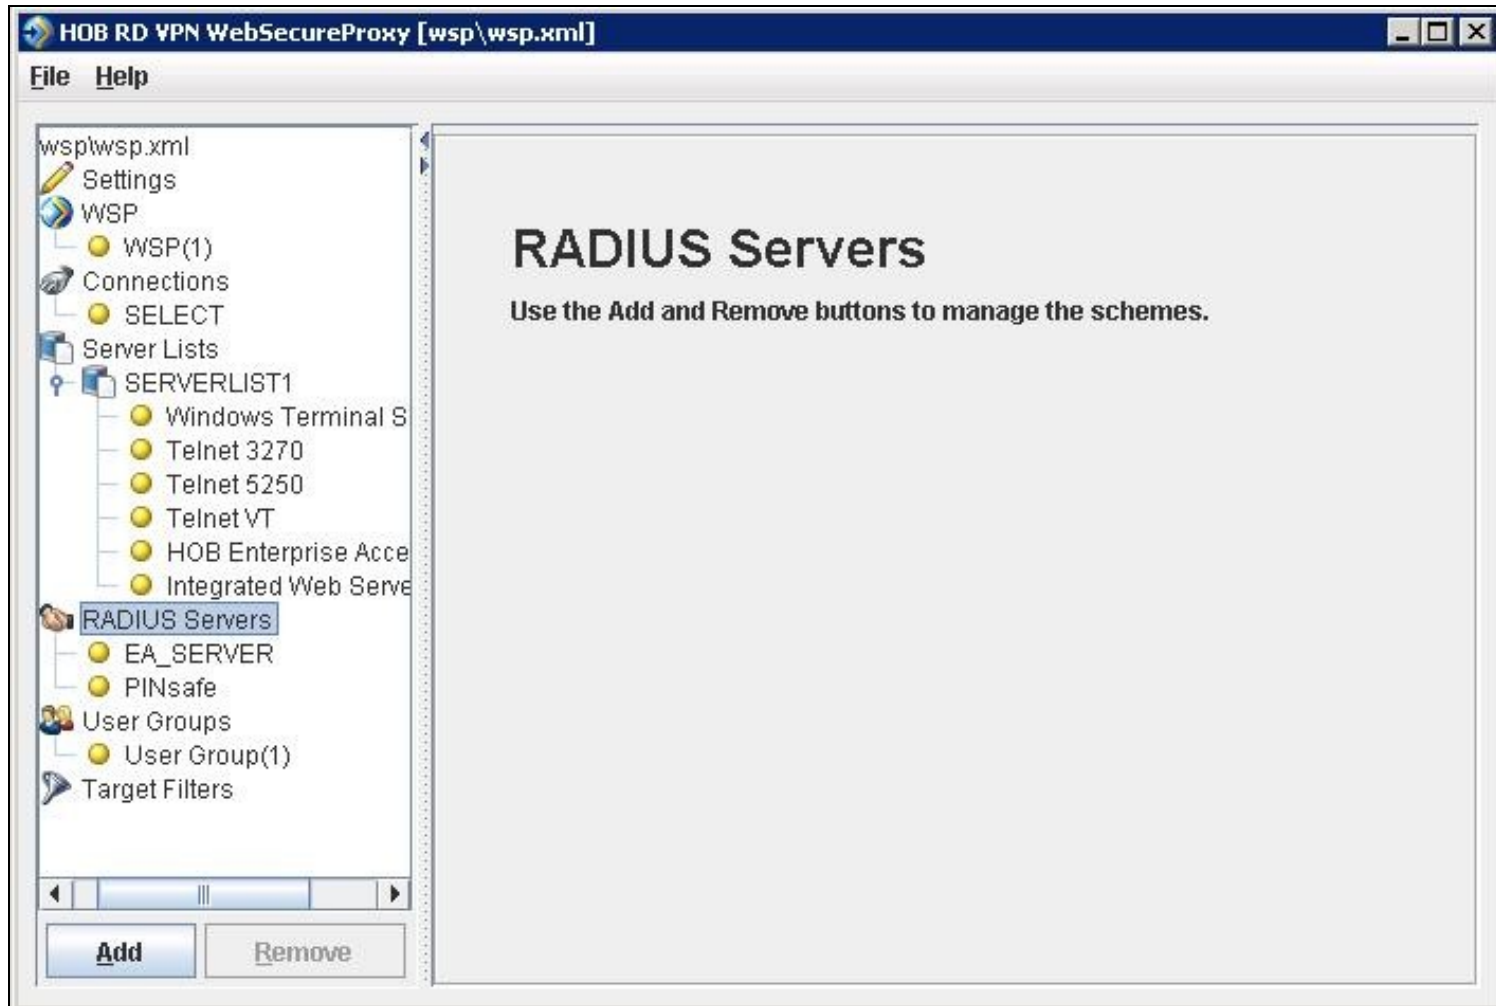 HOB RD VPN WebSecureProxy [wsp\wsp.xml]
File Help
wsp\wsp.xml
Settings
WSP
WSP(1)
Connections
SELECT
Server Lists
SERVERLIST1
Windows Terminal S
Telnet 3270
Telnet 5250
Telnet VT
HOB Enterprise Acce
Integrated Web Serve
RADIUS Servers
EA_SERVER
PINsafe
User Groups
User Group(1)
Target Filters
Add Remove
RADIUS Servers
Use the Add and Remove buttons to manage the schemes.